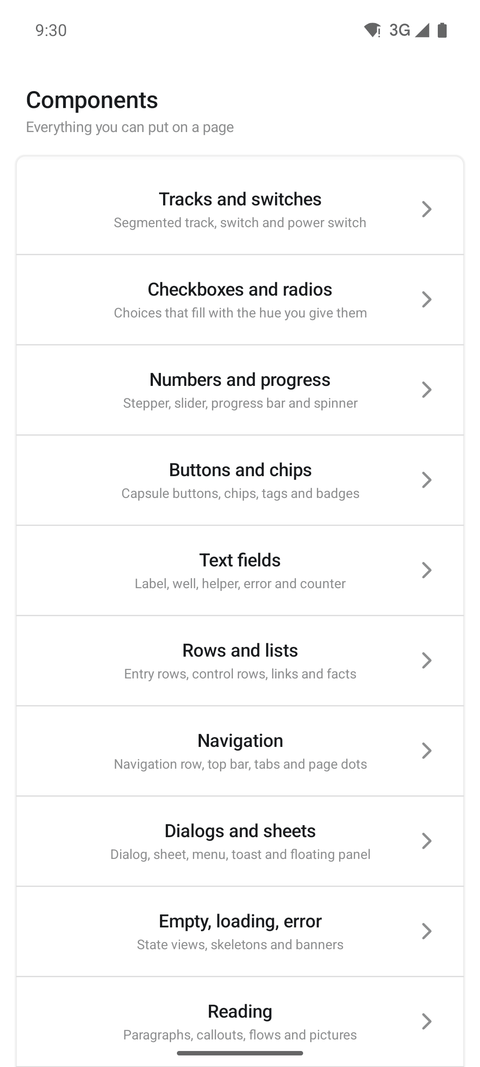 9:30
3G
Components
Everything you can put on a page
Tracks and switches
Segmented track, switch and power switch
Checkboxes and radios
Choices that fill with the hue you give them
Numbers and progress
Stepper, slider, progress bar and spinner
Buttons and chips
Capsule buttons, chips, tags and badges
Text fields
Label, well, helper, error and counter
Rows and lists
Entry rows, control rows, links and facts
Navigation
Navigation row, top bar, tabs and page dots
Dialogs and sheets
Dialog, sheet, menu, toast and floating panel
Empty, loading, error
State views, skeletons and banners
Reading
Paragraphs, callouts, flows and pictures